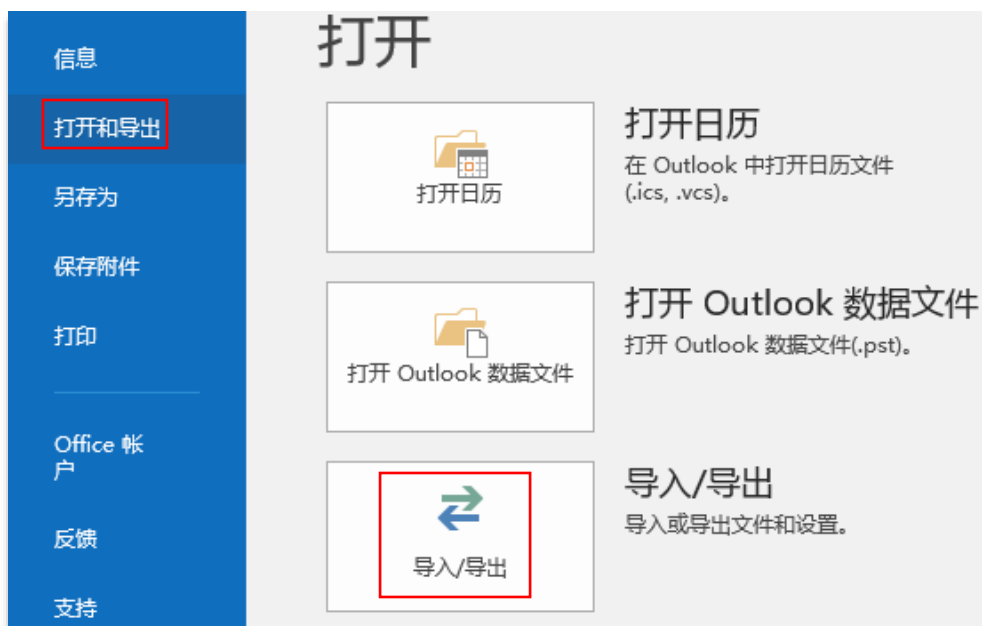 信息
打开和导出
另存为
保存附件
打印
Office 帐
户
反馈
支持
打开
打开日历
打开日历
在 Outlook 中打开日历文件
(.ics, .vcs)。
打开 Outlook 数据文件
打开 Outlook 数据文件
打开 Outlook 数据文件(.pst)。
导入/导出
导入/导出
导入或导出文件和设置。